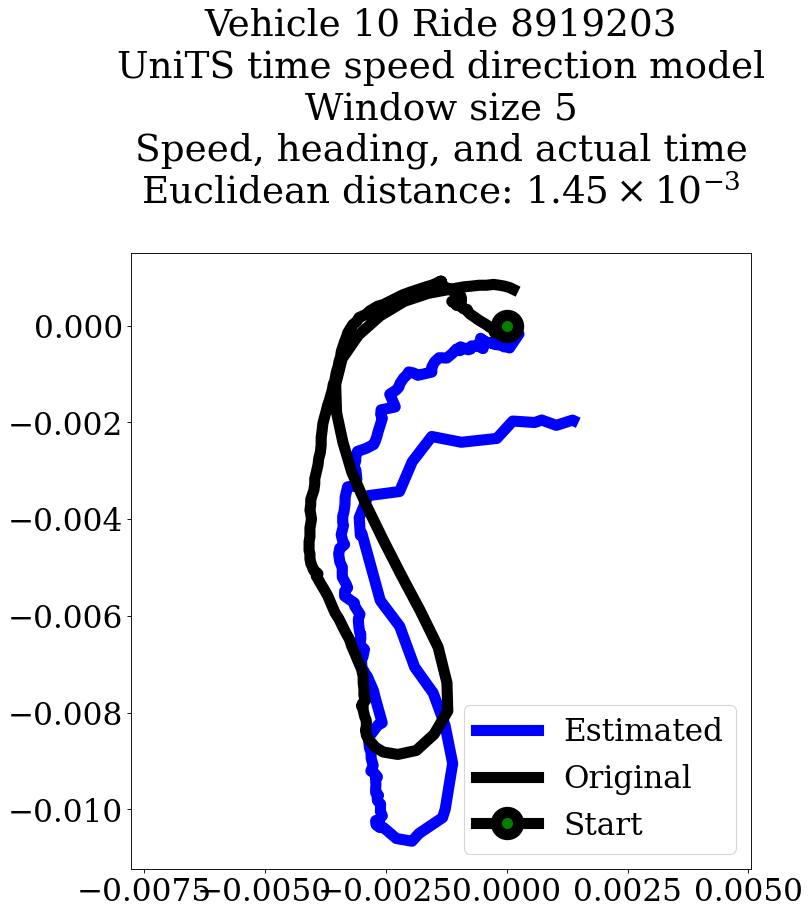 Vehicle 10 Ride 8919203
UniTS time speed direction model
Window size 5
Speed, heading, and actual time
Euclidean distance: 1.45 × 10⁻³
0.000
−0.002
−0.004
−0.006
−0.008
−0.010
Estimated
Original
Start
−0.0075 −0.0050 −0.0025 0.0000 0.0025 0.0050